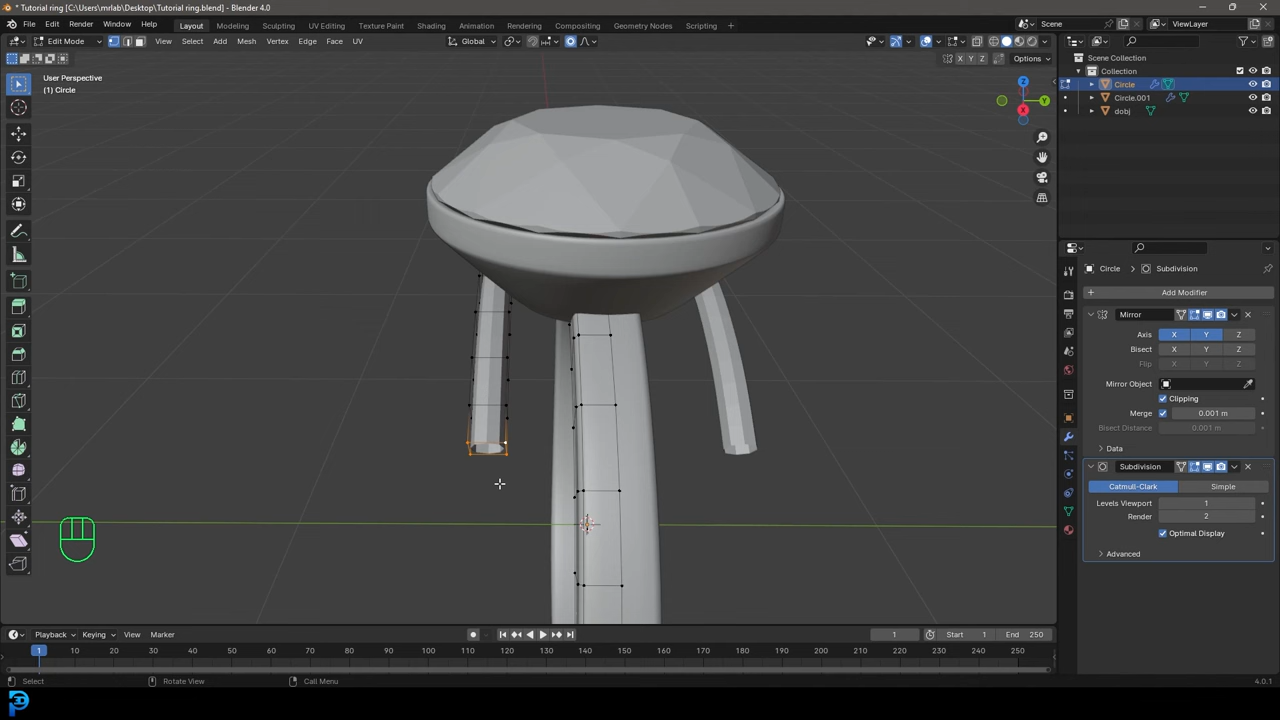 * Tutorial ring [C:\Users\mrlab\Desktop\Tutorial ring.blend] - Blender 4.0
File Edit Render Window Help Layout Modeling Sculpting UV Editing Texture Paint Shading Animation Rendering Compositing Geometry Nodes Scripting Scene ViewLayer
Edit Mode View Select Add Mesh Vertex Edge Face UV Global
X Y Z Options
User Perspective
(1) Circle
Scene Collection
Collection
Circle
Circle.001
dobj
X
Y
Z
Circle > Subdivision
Add Modifier
Mirror
Axis X Y Z
Bisect X Y Z
Flip X Y Z
Mirror Object
Clipping
Merge 0.001 m
Bisect Distance 0.001 m
Data
Subdivision
Catmull-Clark Simple
Levels Viewport 1
Render 2
Optimal Display
Advanced
Playback Keying View Marker 1 Start 1 End 250
1 10 20 30 40 50 60 70 80 90 100 110 120 130 140 150 160 170 180 190 200 210 220 230 240 250
Select Rotate View Call Menu 4.0.1